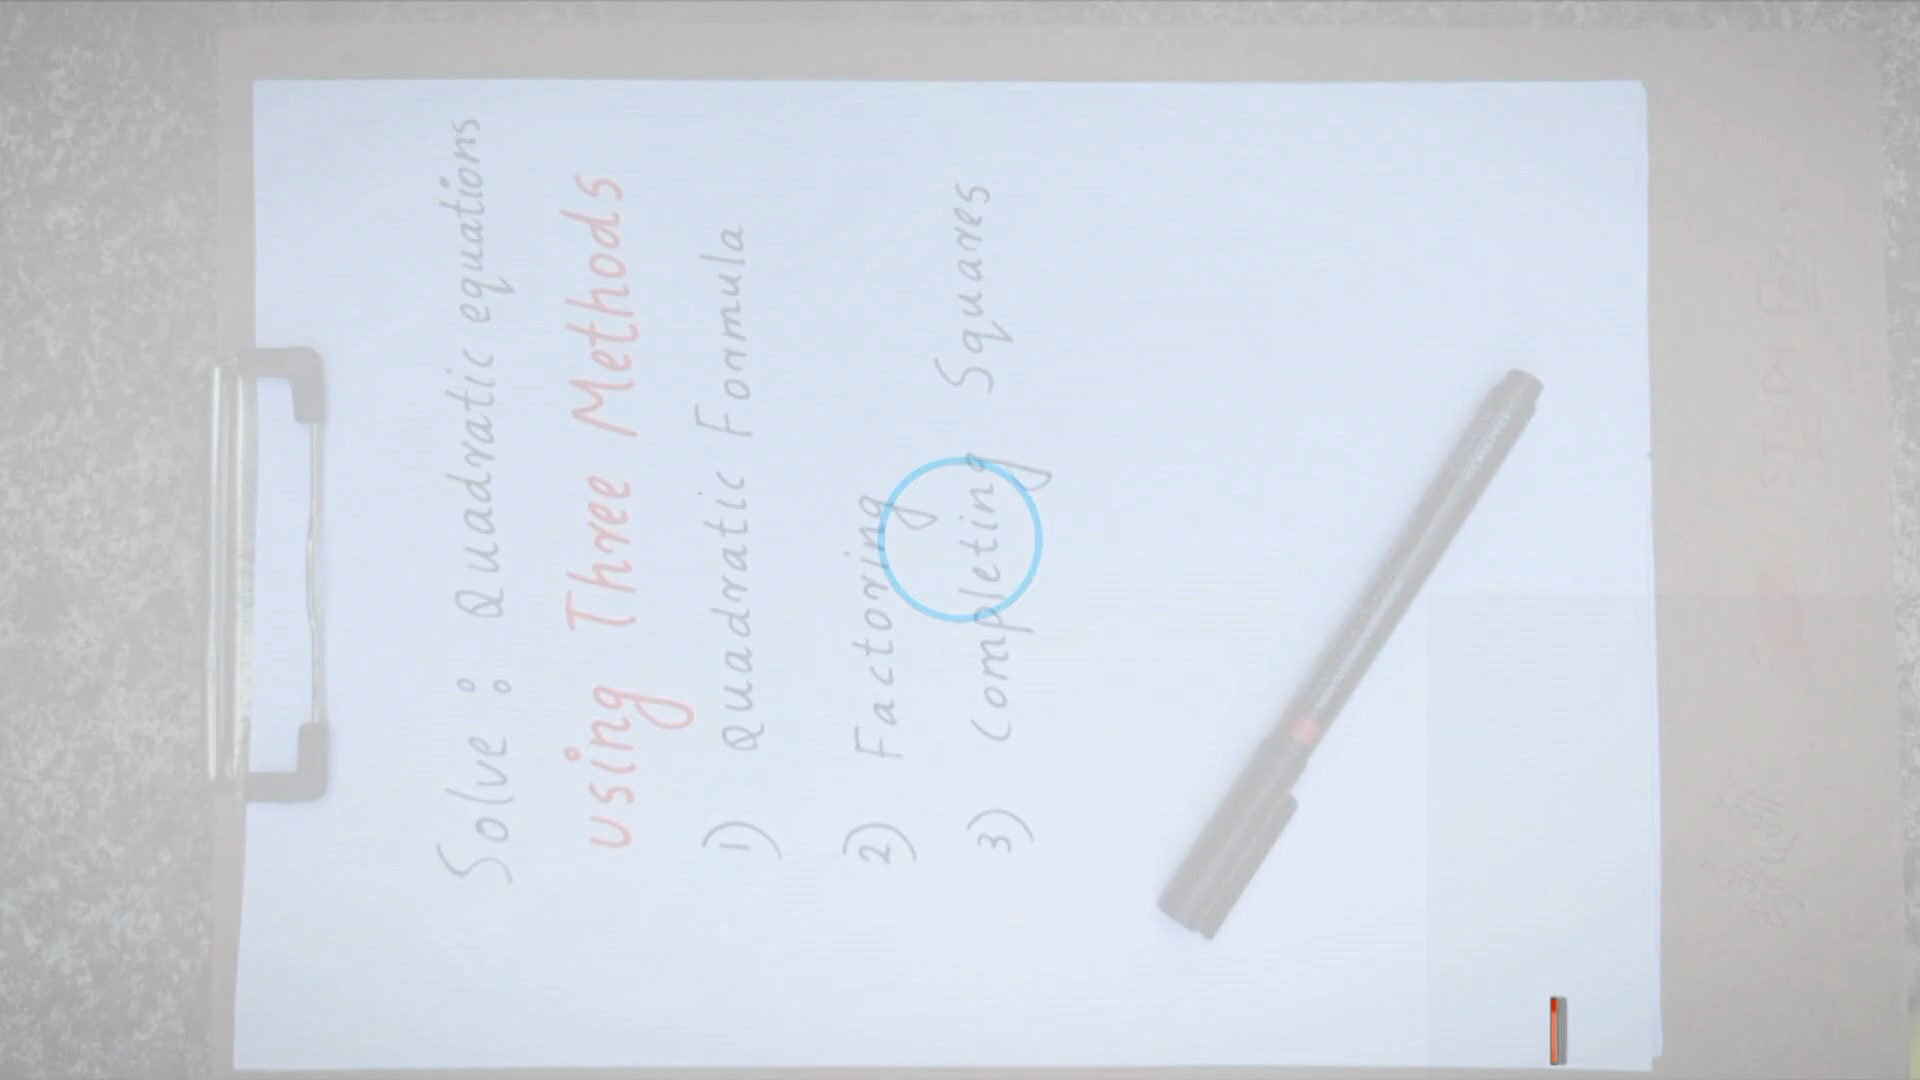 Solve : Quadratic equations
using Three Methods
1) Quadratic Formula
2) Factoring
3) Completing Squares